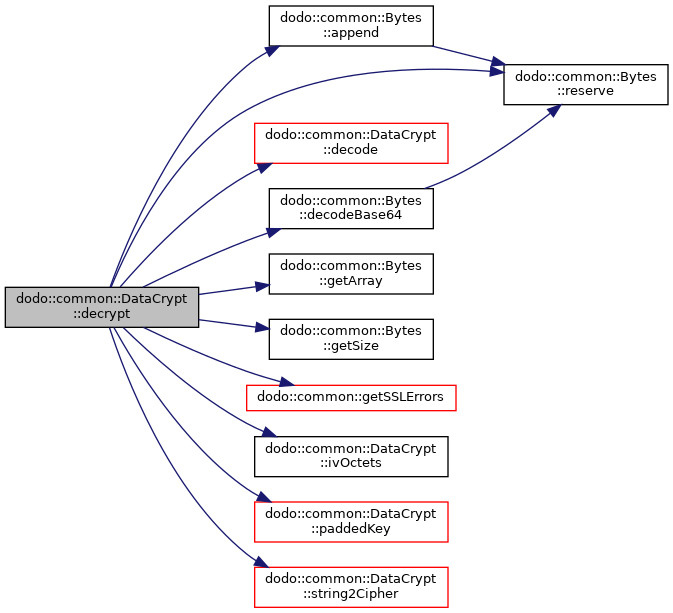 dodo::common::Bytes
::append
dodo::common::Bytes
::reserve
dodo::common::DataCrypt
::decode
dodo::common::Bytes
::decodeBase64
dodo::common::Bytes
::getArray
dodo::common::DataCrypt
::decrypt
dodo::common::Bytes
::getSize
dodo::common::getSSLErrors
dodo::common::DataCrypt
::ivOctets
dodo::common::DataCrypt
::paddedKey
dodo::common::DataCrypt
::string2Cipher